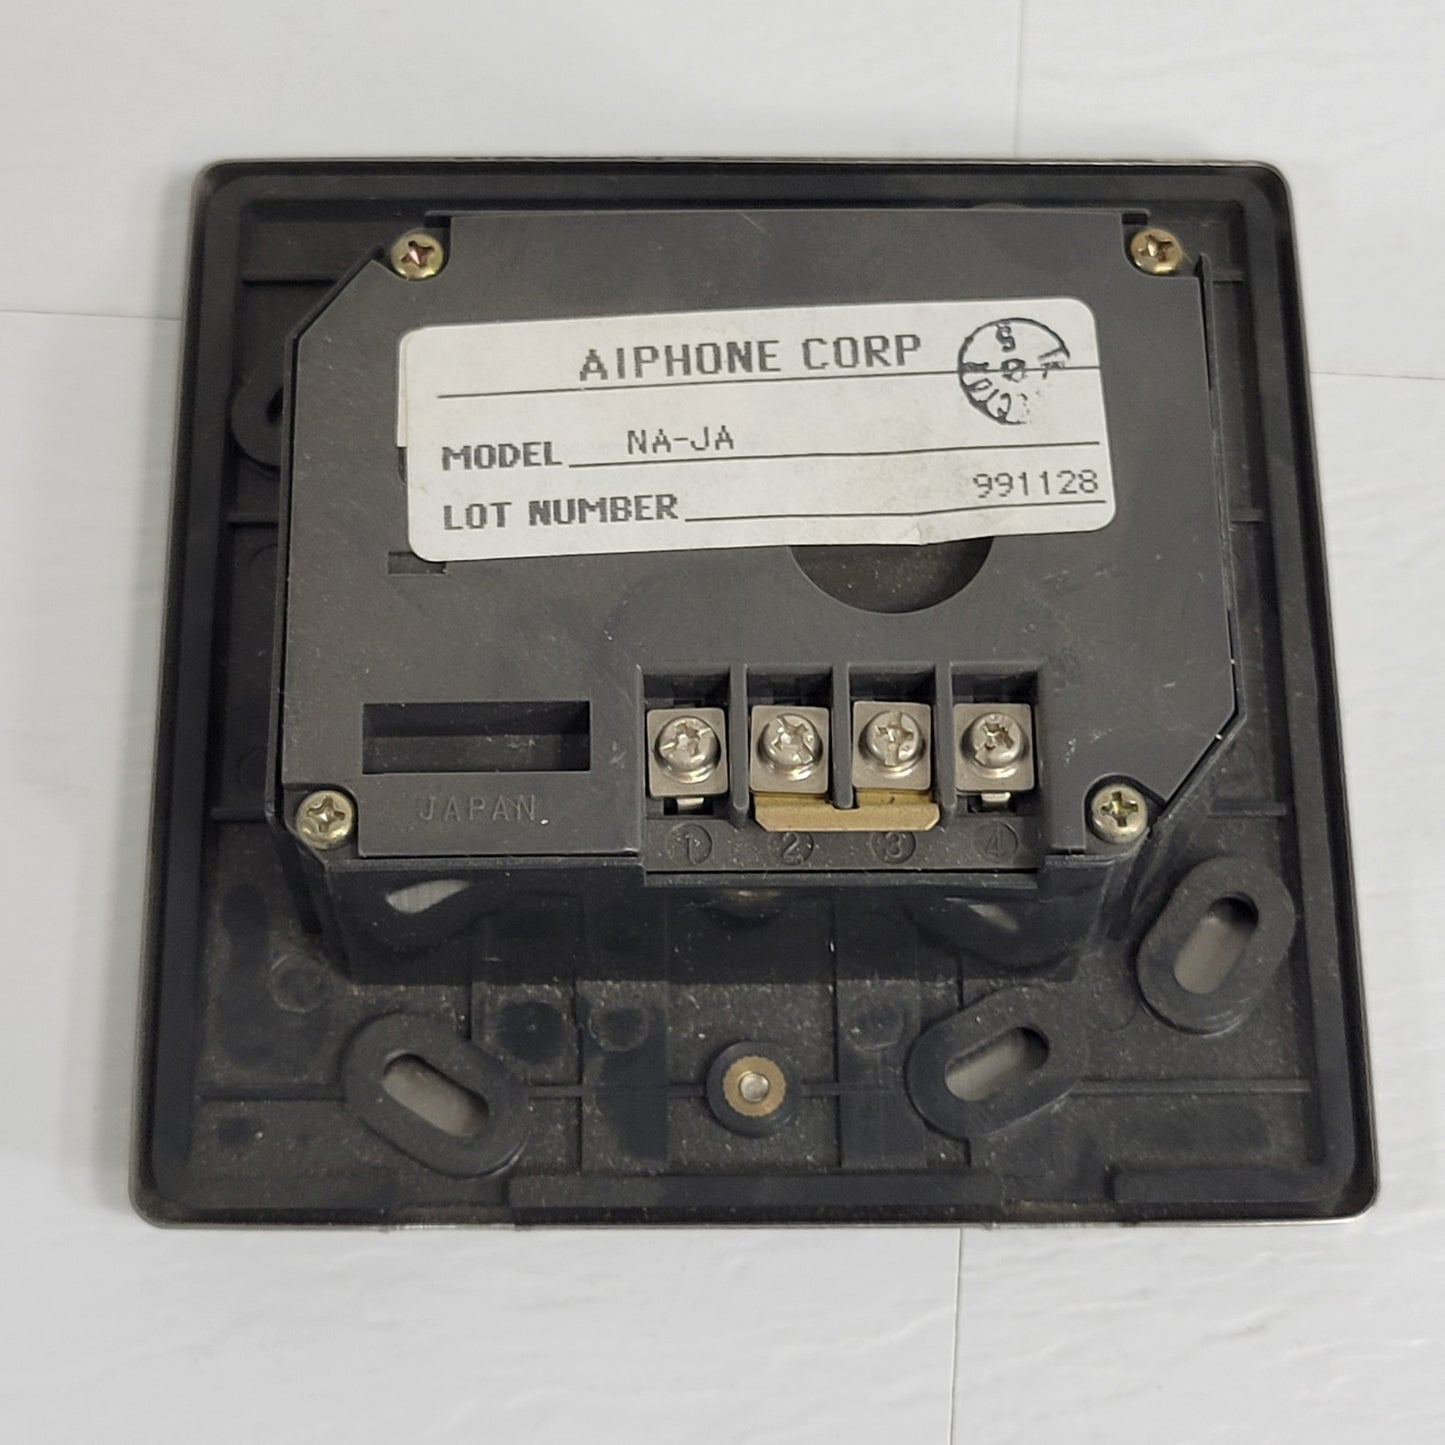 AIPHONE CORP
MODEL NA-JA
LOT NUMBER 991128
JAPAN
1 2 3 4